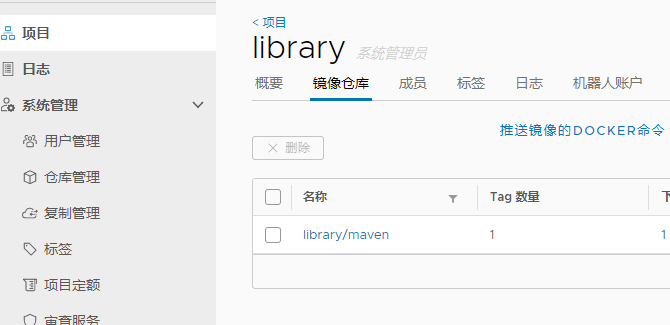 项目
日志
系统管理
用户管理
仓库管理
复制管理
标签
项目定额
审查服务
< 项目
library 系统管理员
概要 镜像仓库 成员 标签 日志 机器人账户
推送镜像的DOCKER命令
× 删除
名称 Tag 数量 下
library/maven 1 1